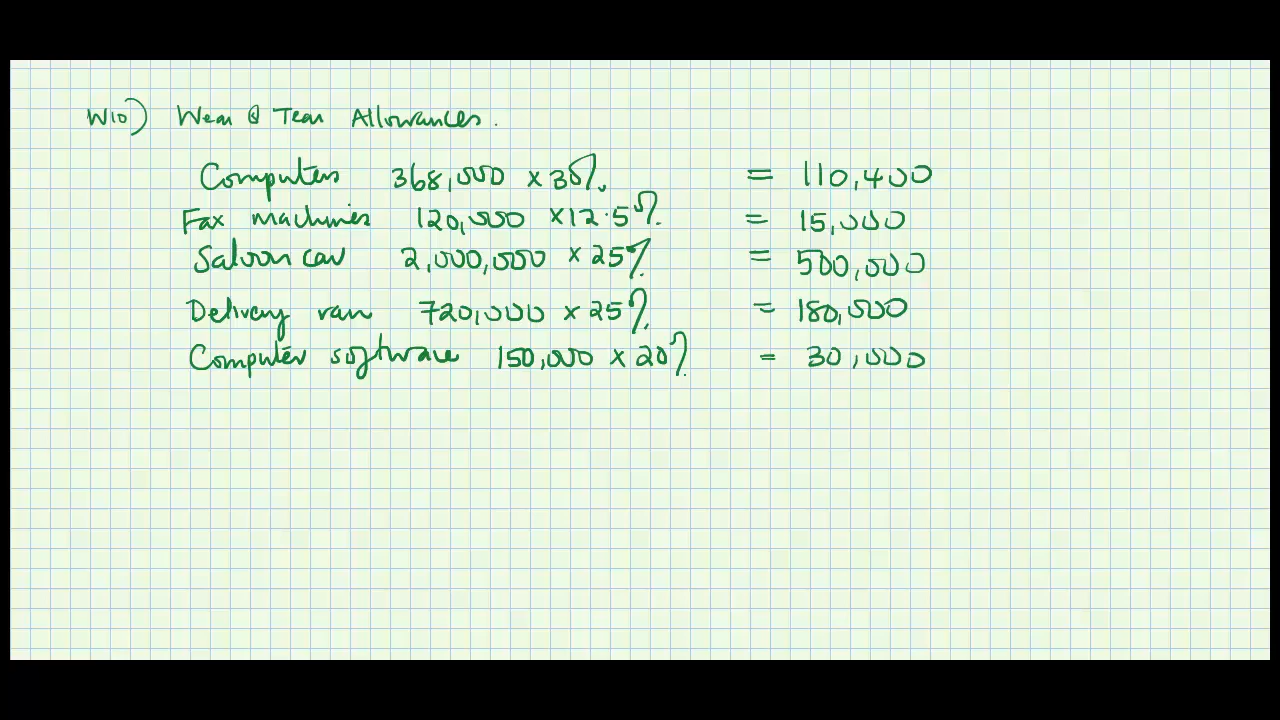 W10) Wear & Tear Allowances.
Computers 368,000 x 30% = 110,400
Fax machines 120,000 x 12.5% = 15,000
Saloon car 2,000,000 x 25% = 500,000
Delivery van 720,000 x 25% = 180,000
Computer software 150,000 x 20% = 30,000